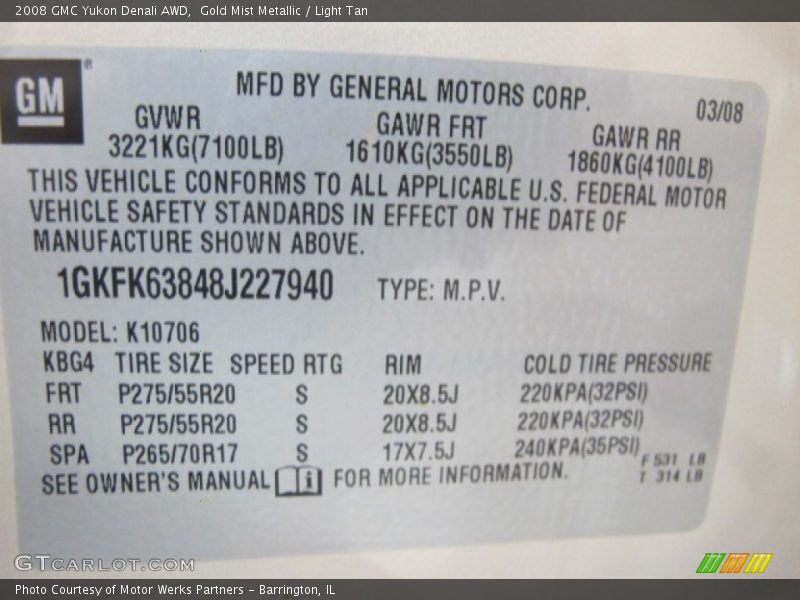 2008 GMC Yukon Denali AWD,  Gold Mist Metallic / Light Tan
GM®
MFD BY GENERAL MOTORS CORP.
03/08
GVWR GAWR FRT GAWR RR
3221KG(7100LB) 1610KG(3550LB) 1860KG(4100LB)
THIS VEHICLE CONFORMS TO ALL APPLICABLE U.S. FEDERAL MOTOR
VEHICLE SAFETY STANDARDS IN EFFECT ON THE DATE OF
MANUFACTURE SHOWN ABOVE.
1GKFK63848J227940 TYPE: M.P.V.
MODEL: K10706
KBG4 TIRE SIZE SPEED RTG RIM COLD TIRE PRESSURE
FRT P275/55R20 S 20X8.5J 220KPA(32PSI)
RR P275/55R20 S 20X8.5J 220KPA(32PSI)
SPA P265/70R17 S 17X7.5J 240KPA(35PSI)
F 531 LB
SEE OWNER'S MANUAL i FOR MORE INFORMATION.
T 314 LB
GTCARLOT.COM
Photo Courtesy of Motor Werks Partners - Barrington, IL